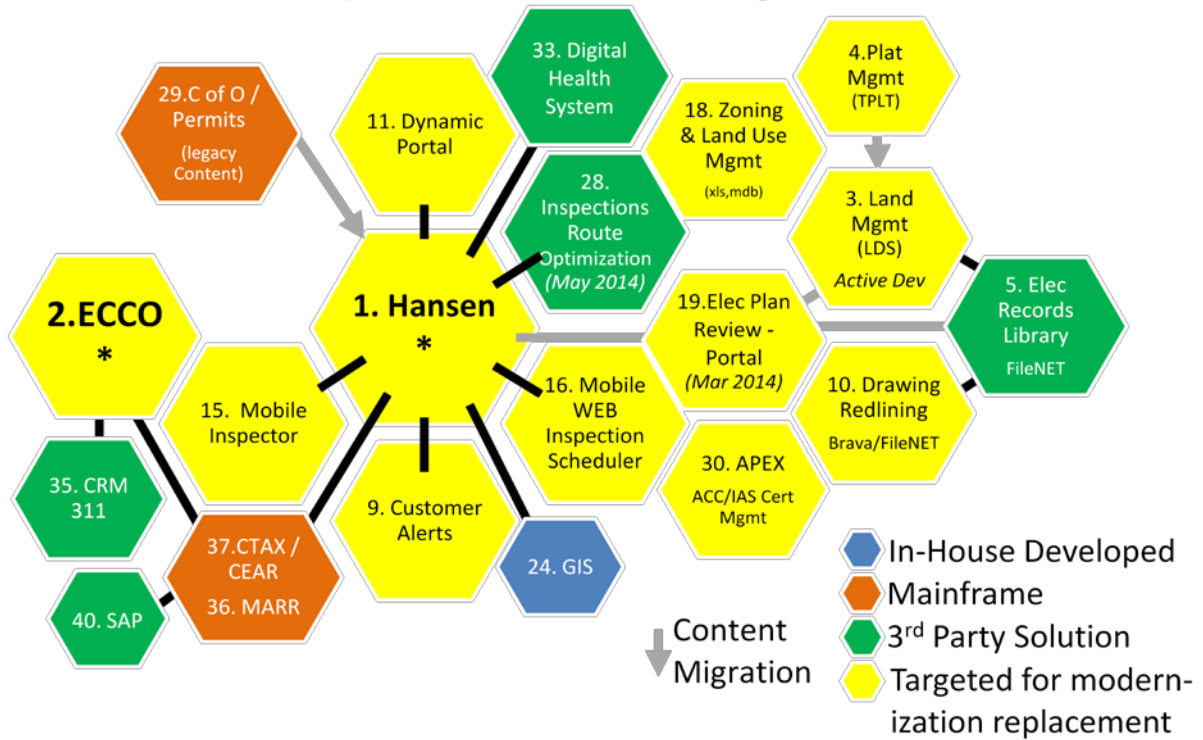 33. Digital
Health
System
4.Plat
Mgmt
(TPLT)
29.C of O /
Permits
(legacy
Content)
11. Dynamic
Portal
18. Zoning
& Land Use
Mgmt
(xls,mdb)
28.
Inspections
Route
Optimization
(May 2014)
3. Land
Mgmt
(LDS)
Active Dev
2.ECCO
*
1. Hansen
*
19.Elec Plan
Review -
Portal
(Mar 2014)
5. Elec
Records
Library
FileNET
15. Mobile
Inspector
16. Mobile
WEB
Inspection
Scheduler
10. Drawing
Redlining
Brava/FileNET
35. CRM
311
9. Customer
Alerts
30. APEX
ACC/IAS Cert
Mgmt
37.CTAX /
CEAR
36. MARR
24. GIS
40. SAP
Content
Migration
In-House Developed
Mainframe
3rd Party Solution
Targeted for modern-
ization replacement